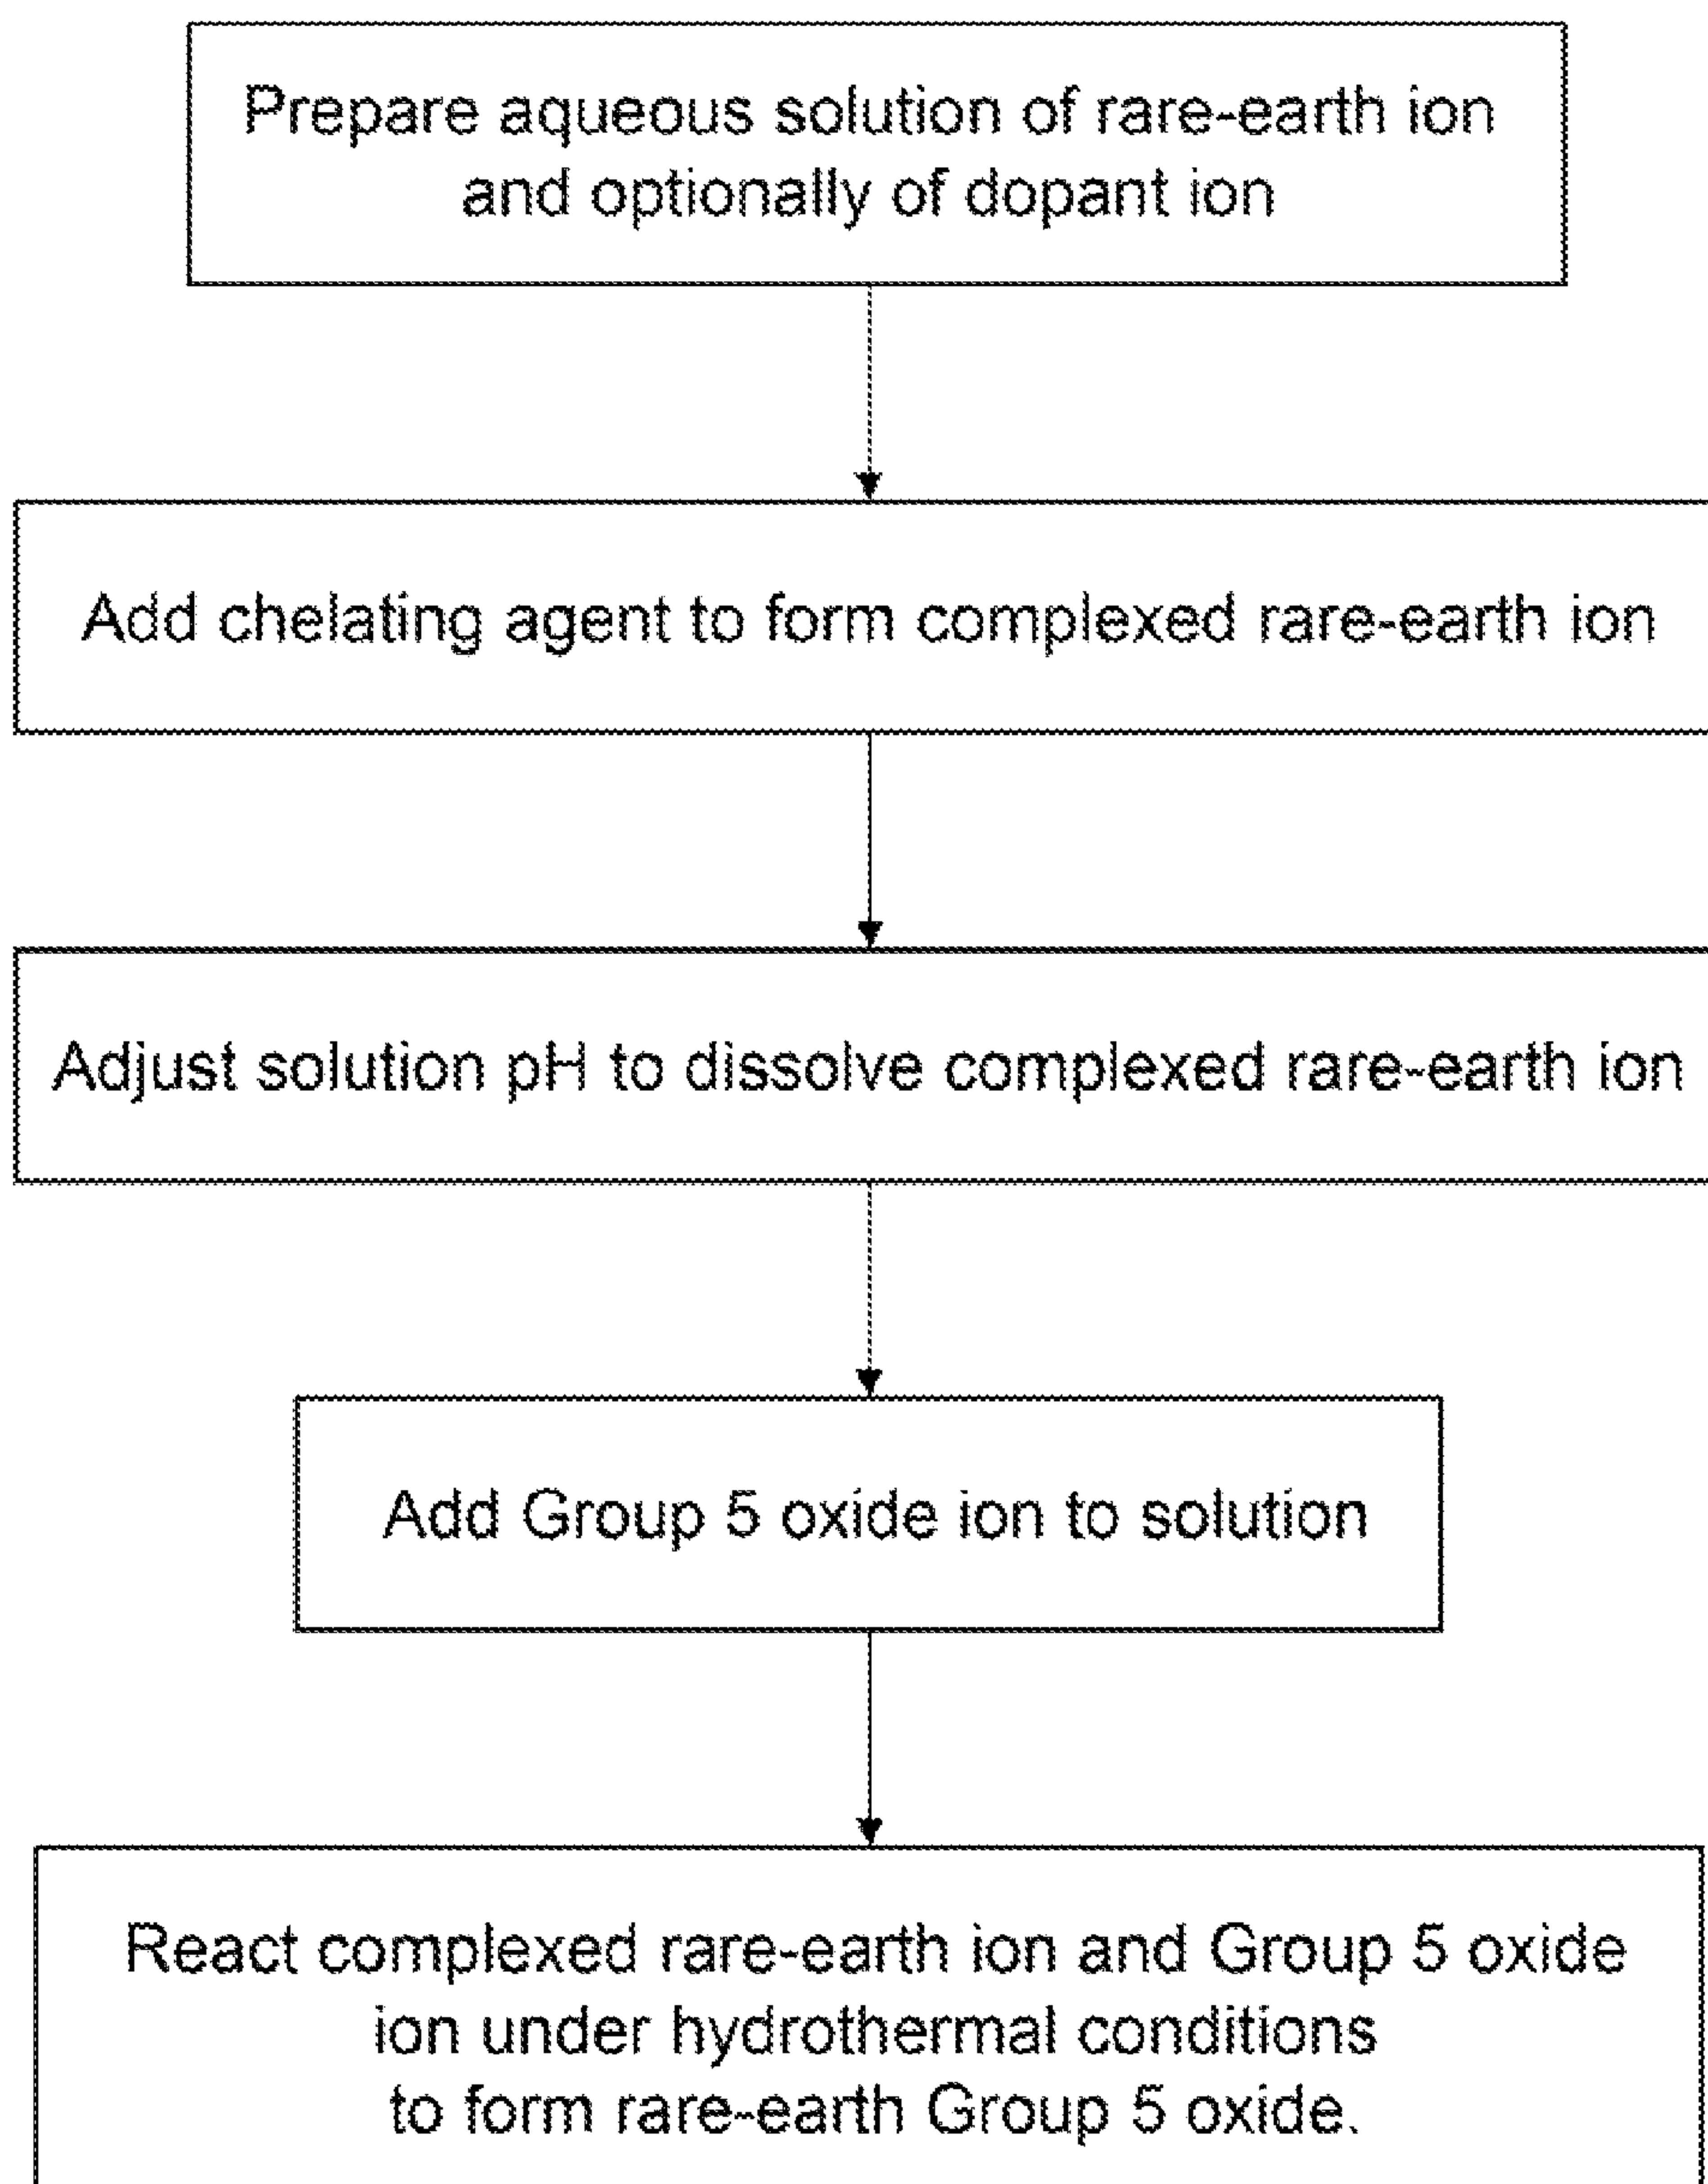 Prepare aqueous solution of rare-earth ion
and optionally of dopant ion
Add chelating agent to form complexed rare-earth ion
Adjust solution pH to dissolve complexed rare-earth ion
Add Group 5 oxide ion to solution
React complexed rare-earth ion and Group 5 oxide
ion under hydrothermal conditions
to form rare-earth Group 5 oxide.